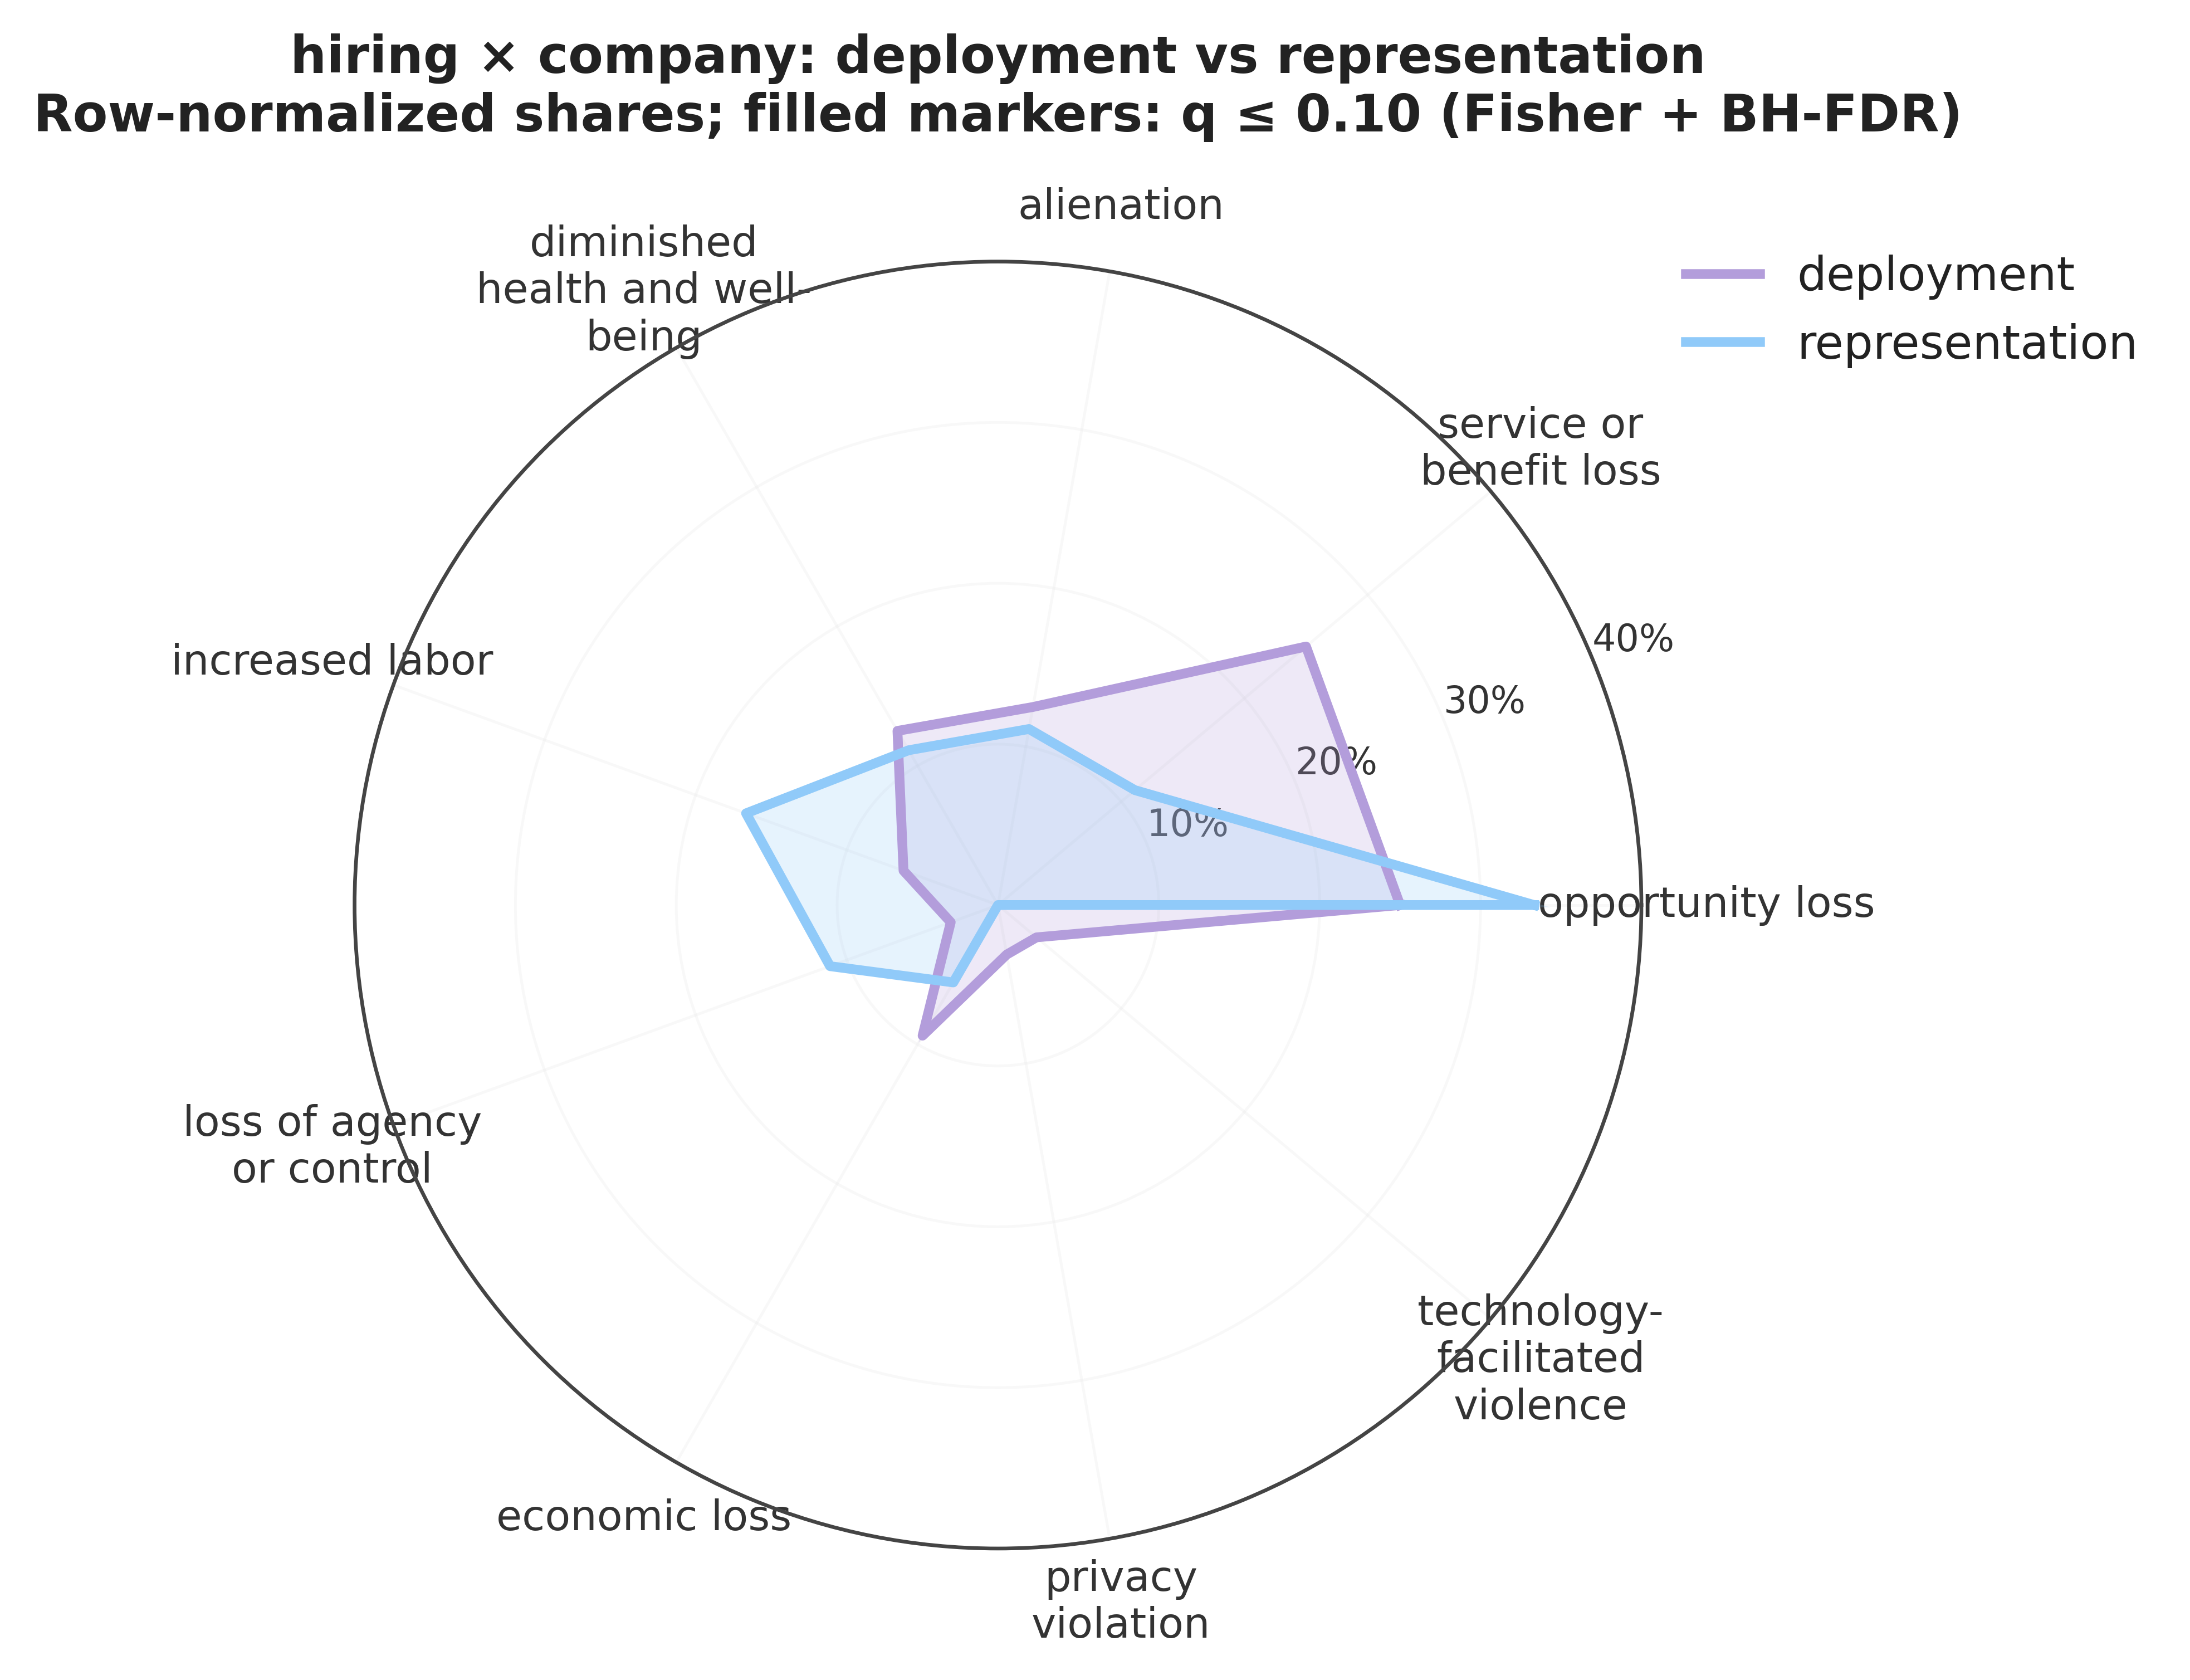 hiring × company: deployment vs representation
Row-normalized shares; filled markers: q ≤ 0.10 (Fisher + BH-FDR)
alienation
diminished
health and well-
being
deployment
representation
service or
benefit loss
increased labor
40%
30%
20%
10%
opportunity loss
loss of agency
or control
technology-
facilitated
violence
economic loss
privacy
violation